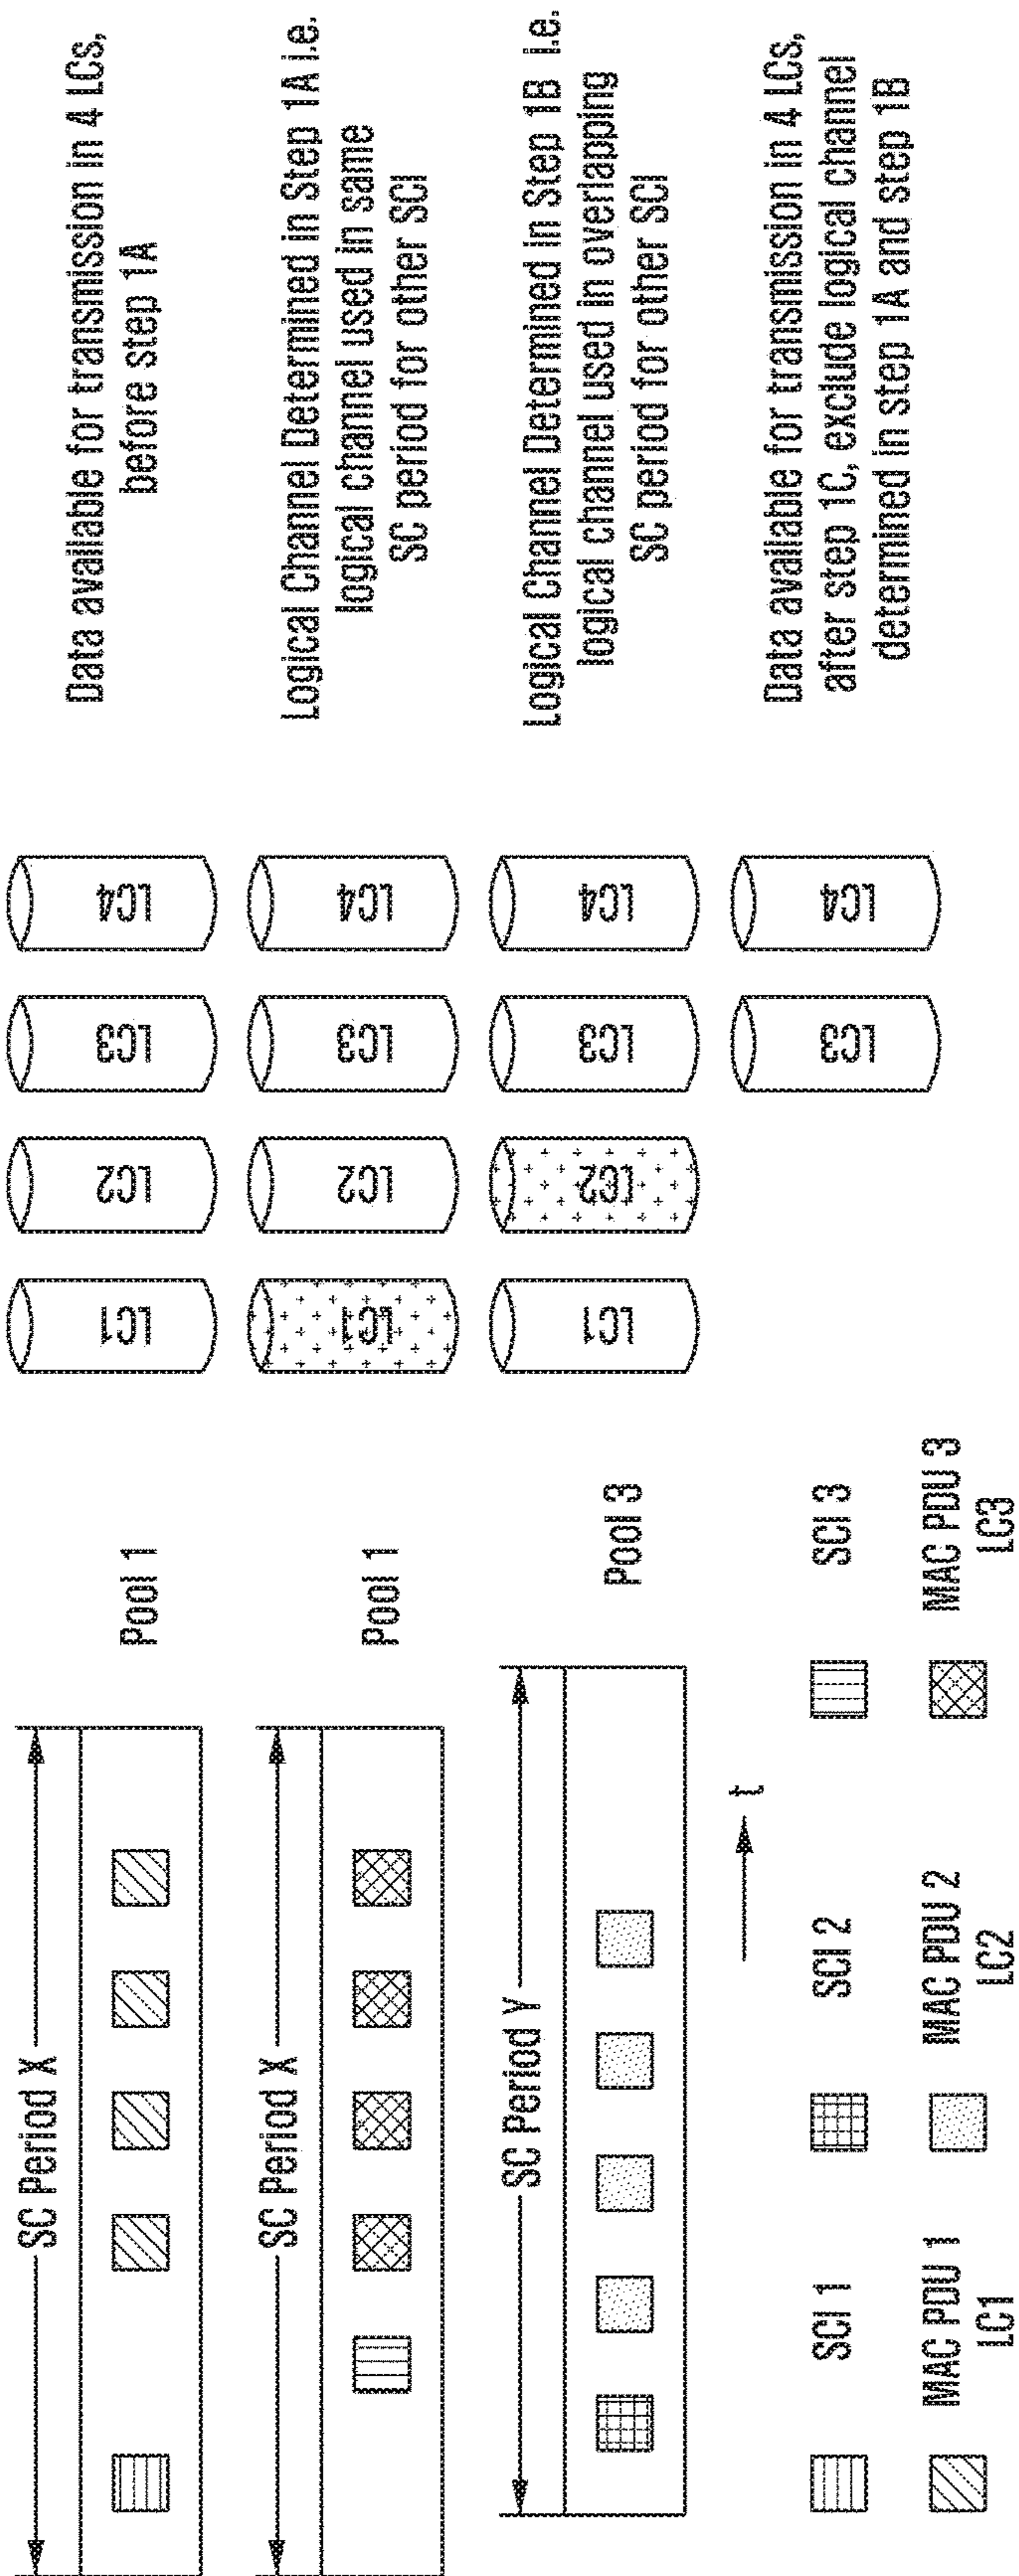 SC Period X
Pool 1
LC1 LC2 LC3 LC4
Data available for transmission in 4 LCs,
before step 1A
SC Period X
Pool 1
LC1 LC2 LC3 LC4
Logical Channel Determined in Step 1A i.e.
logical channel used in same
SC period for other SCI
SC Period Y
Pool 3
LC1 LC2 LC3 LC4
Logical Channel Determined in Step 1B i.e.
logical channel used in overlapping
SC period for other SCI
t
LC3 LC4
Data available for transmission in 4 LCs,
after step 1C, exclude logical channel
determined in step 1A and step 1B
SCI 1
SCI 2
SCI 3
MAC PDU 1
LC1
MAC PDU 2
LC2
MAC PDU 3
LC3